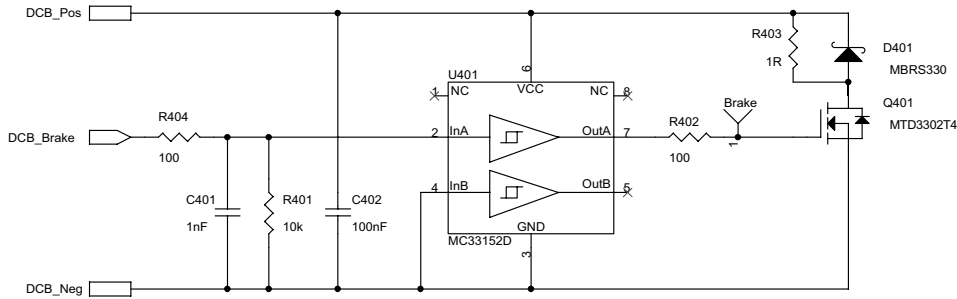 DCB_Pos
R403
1R
D401
MBRS330
U401
6
1
NC
VCC
NC
8
Brake
Q401
MTD3302T4
R404
DCB_Brake
100
2
InA
OutA
7
R402
100
1
4
InB
OutB
5
C401
1nF
R401
10k
C402
100nF
GND
MC33152D
3
DCB_Neg